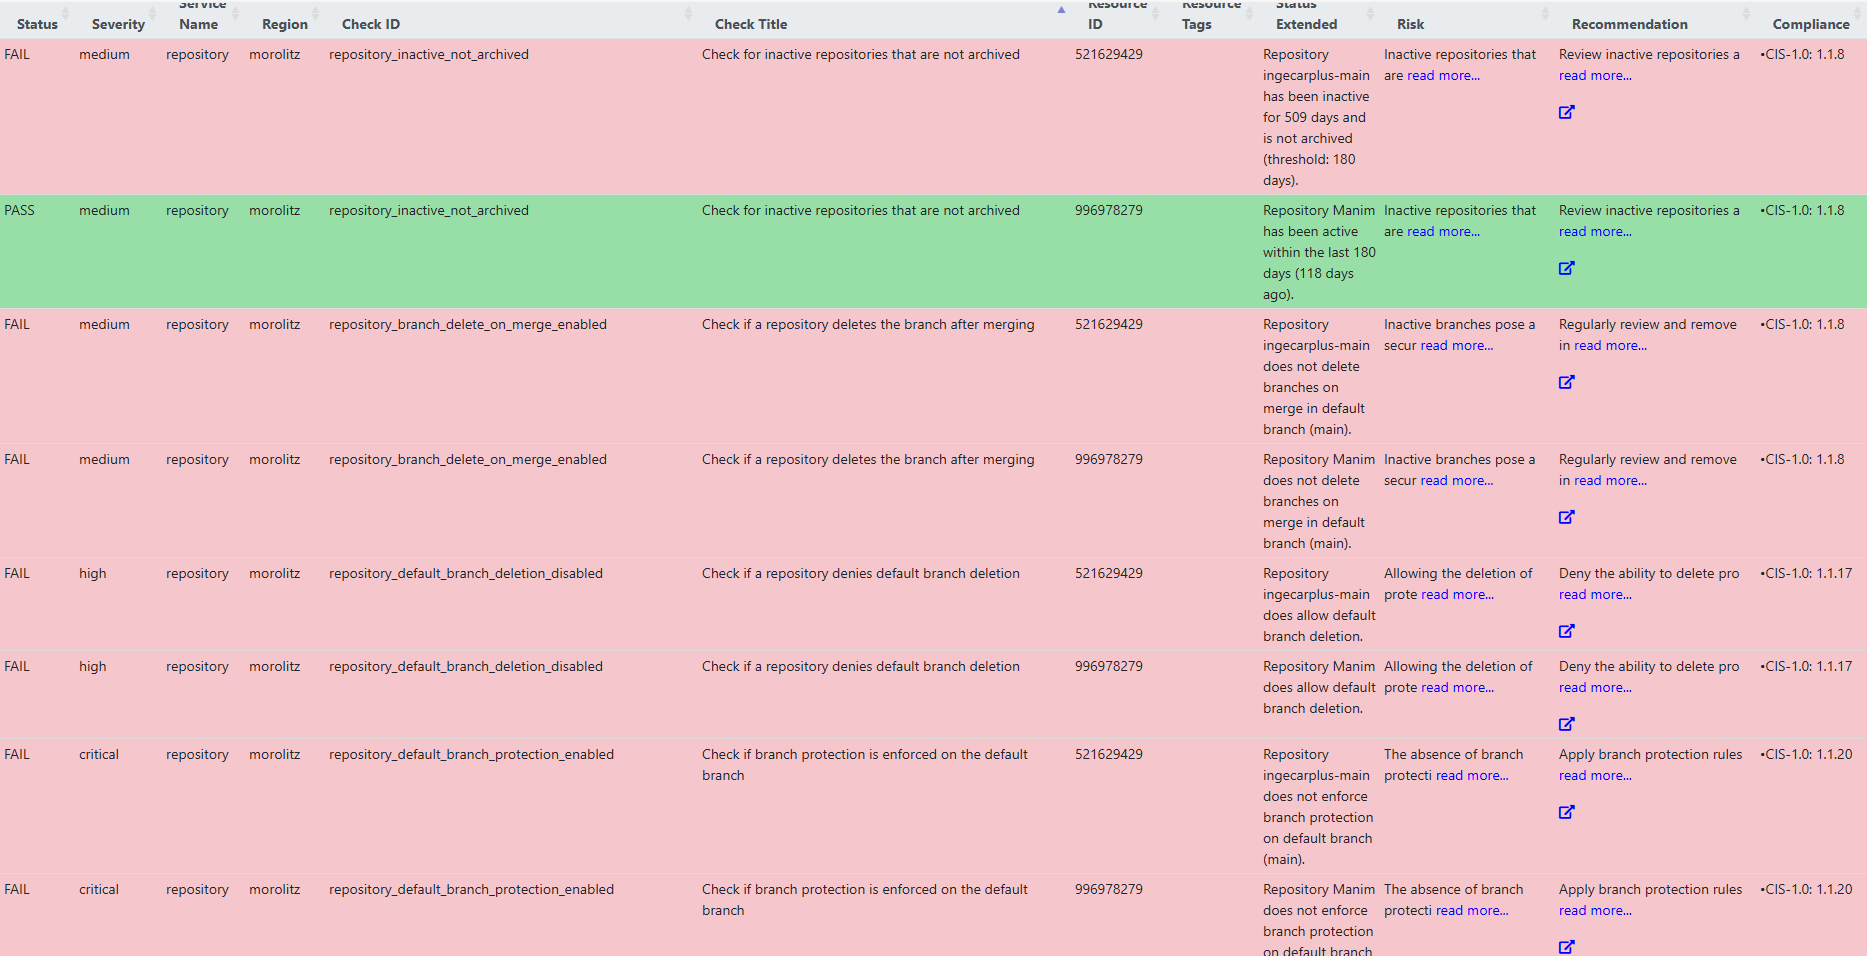 Status Severity Service Name Region Check ID Check Title Resource ID Resource Tags Status Extended Risk Recommendation Compliance
FAIL medium repository morolitz repository_inactive_not_archived Check for inactive repositories that are not archived 521629429 Repository Inactive repositories that Review inactive repositories a •CIS-1.0: 1.1.8
ingecarplus-main are read more... read more...
has been inactive
for 509 days and
is not archived
(threshold: 180
days).
PASS medium repository morolitz repository_inactive_not_archived Check for inactive repositories that are not archived 996978279 Repository Manim Inactive repositories that Review inactive repositories a •CIS-1.0: 1.1.8
has been active are read more... read more...
within the last 180
days (118 days
ago).
FAIL medium repository morolitz repository_branch_delete_on_merge_enabled Check if a repository deletes the branch after merging 521629429 Repository Inactive branches pose a Regularly review and remove •CIS-1.0: 1.1.8
ingecarplus-main secur read more... in read more...
does not delete
branches on
merge in default
branch (main).
FAIL medium repository morolitz repository_branch_delete_on_merge_enabled Check if a repository deletes the branch after merging 996978279 Repository Manim Inactive branches pose a Regularly review and remove •CIS-1.0: 1.1.8
does not delete secur read more... in read more...
branches on
merge in default
branch (main).
FAIL high repository morolitz repository_default_branch_deletion_disabled Check if a repository denies default branch deletion 521629429 Repository Allowing the deletion of Deny the ability to delete pro •CIS-1.0: 1.1.17
ingecarplus-main prote read more... read more...
does allow default
branch deletion.
FAIL high repository morolitz repository_default_branch_deletion_disabled Check if a repository denies default branch deletion 996978279 Repository Manim Allowing the deletion of Deny the ability to delete pro •CIS-1.0: 1.1.17
does allow default prote read more... read more...
branch deletion.
FAIL critical repository morolitz repository_default_branch_protection_enabled Check if branch protection is enforced on the default 521629429 Repository The absence of branch Apply branch protection rules •CIS-1.0: 1.1.20
branch ingecarplus-main protecti read more... read more...
does not enforce
branch protection
on default branch
(main).
FAIL critical repository morolitz repository_default_branch_protection_enabled Check if branch protection is enforced on the default 996978279 Repository Manim The absence of branch Apply branch protection rules •CIS-1.0: 1.1.20
branch does not enforce protecti read more... read more...
branch protection
on default branch